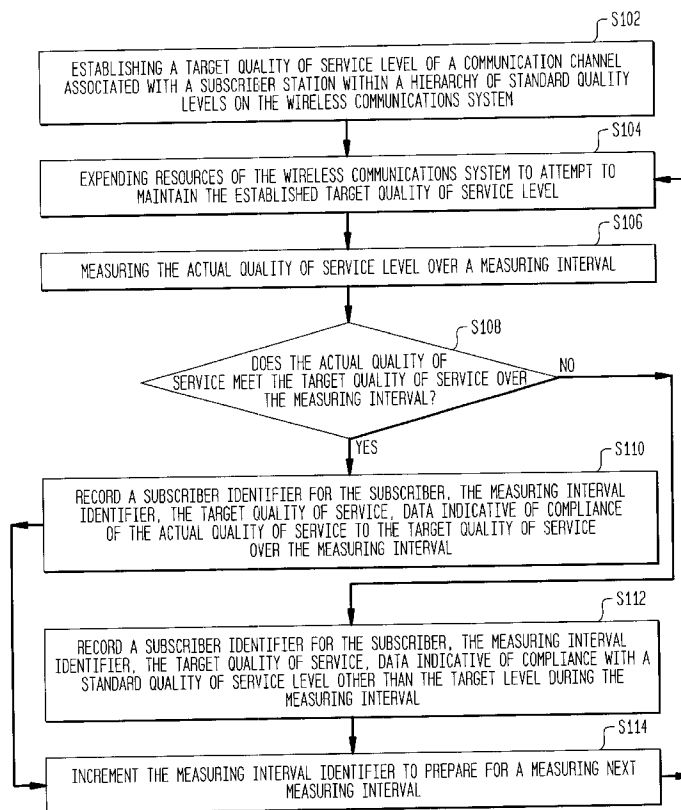 S102
ESTABLISHING A TARGET QUALITY OF SERVICE LEVEL OF A COMMUNICATION CHANNEL
ASSOCIATED WITH A SUBSCRIBER STATION WITHIN A HIERARCHY OF STANDARD QUALITY
LEVELS ON THE WIRELESS COMMUNICATIONS SYSTEM
S104
EXPENDING RESOURCES OF THE WIRELESS COMMUNICATIONS SYSTEM TO ATTEMPT TO
MAINTAIN THE ESTABLISHED TARGET QUALITY OF SERVICE LEVEL
S106
MEASURING THE ACTUAL QUALITY OF SERVICE LEVEL OVER A MEASURING INTERVAL
S108
DOES THE ACTUAL QUALITY OF
SERVICE MEET THE TARGET QUALITY OF SERVICE OVER
THE MEASURING INTERVAL?
NO
YES
S110
RECORD A SUBSCRIBER IDENTIFIER FOR THE SUBSCRIBER, THE MEASURING INTERVAL
IDENTIFIER, THE TARGET QUALITY OF SERVICE, DATA INDICATIVE OF COMPLIANCE
OF THE ACTUAL QUALITY OF SERVICE TO THE TARGET QUALITY OF SERVICE
OVER THE MEASURING INTERVAL
S112
RECORD A SUBSCRIBER IDENTIFIER FOR THE SUBSCRIBER, THE MEASURING INTERVAL
IDENTIFIER, THE TARGET QUALITY OF SERVICE, DATA INDICATIVE OF COMPLIANCE WITH A
STANDARD QUALITY OF SERVICE LEVEL OTHER THAN THE TARGET LEVEL DURING THE
MEASURING INTERVAL
S114
INCREMENT THE MEASURING INTERVAL IDENTIFIER TO PREPARE FOR A MEASURING NEXT
MEASURING INTERVAL